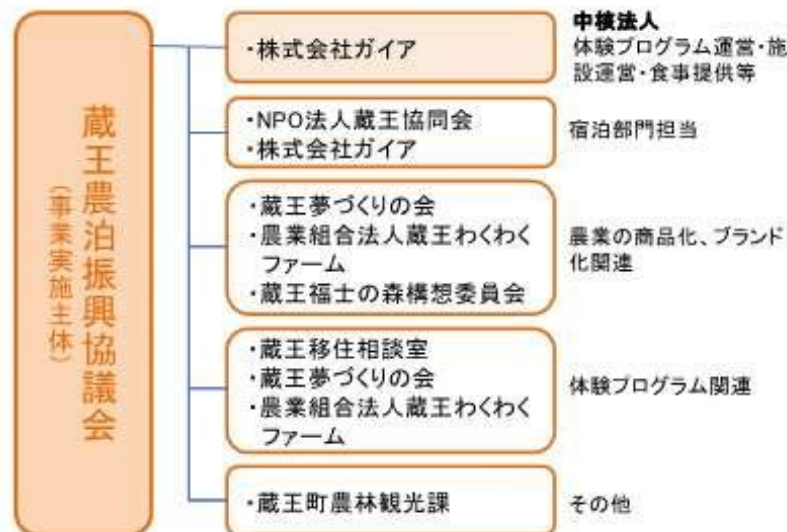 蔵王農泊振興協議会
(事業実施主体)
・株式会社ガイア
中核法人
体験プログラム運営・施
設運営・食事提供等
・NPO法人蔵王協同会
・株式会社ガイア
宿泊部門担当
・蔵王夢づくりの会
・農業組合法人蔵王わくわく
ファーム
・蔵王福士の森構想委員会
農業の商品化、ブランド
化関連
・蔵王移住相談室
・蔵王夢づくりの会
・農業組合法人蔵王わくわく
ファーム
体験プログラム関連
・蔵王町農林観光課
その他